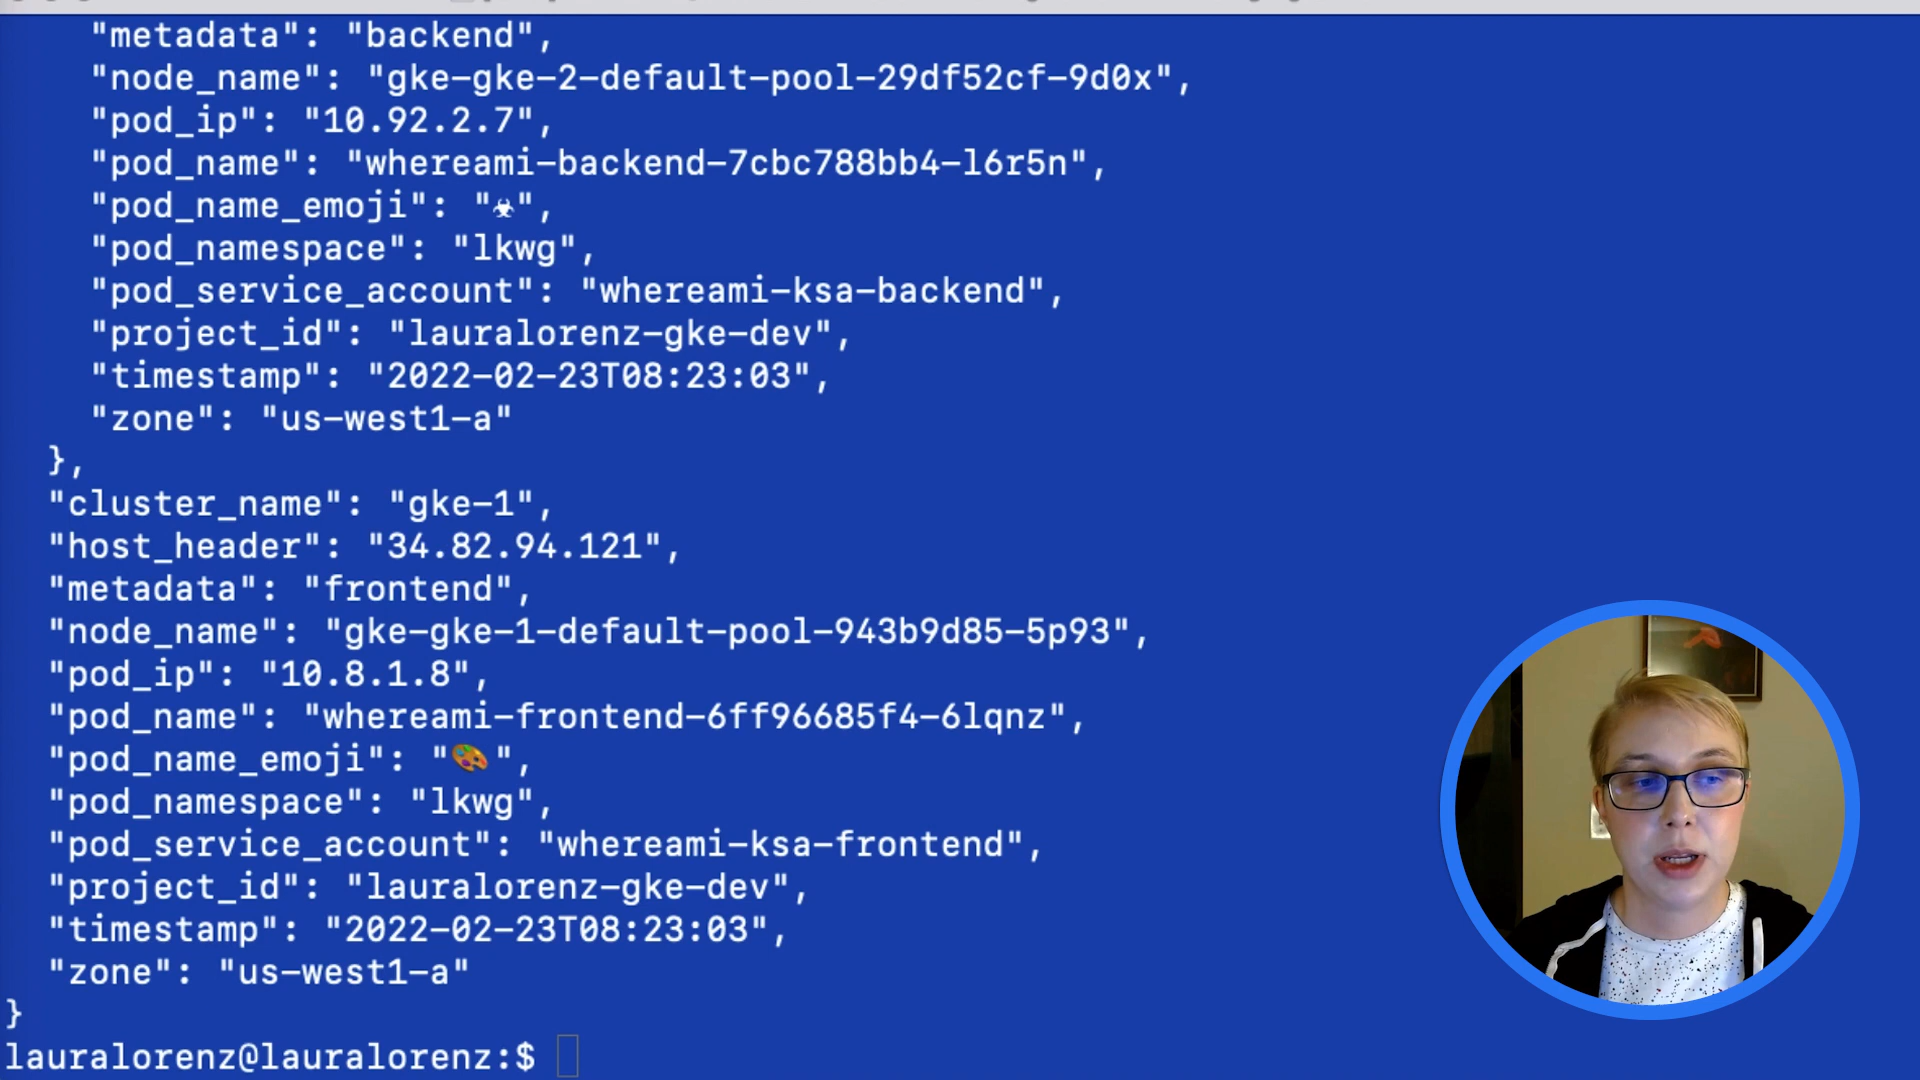 "metadata": "backend",
"node_name": "gke-gke-2-default-pool-29df52cf-9d0x",
"pod_ip": "10.92.2.7",
"pod_name": "whereami-backend-7cbc788bb4-l6r5n",
"pod_name_emoji": "☣",
"pod_namespace": "lkwg",
"pod_service_account": "whereami-ksa-backend",
"project_id": "lauralorenz-gke-dev",
"timestamp": "2022-02-23T08:23:03",
"zone": "us-west1-a"
},
"cluster_name": "gke-1",
"host_header": "34.82.94.121",
"metadata": "frontend",
"node_name": "gke-gke-1-default-pool-943b9d85-5p93",
"pod_ip": "10.8.1.8",
"pod_name": "whereami-frontend-6ff96685f4-6lqnz",
"pod_name_emoji": "🎨",
"pod_namespace": "lkwg",
"pod_service_account": "whereami-ksa-frontend",
"project_id": "lauralorenz-gke-dev",
"timestamp": "2022-02-23T08:23:03",
"zone": "us-west1-a"
}
lauralorenz@lauralorenz:$